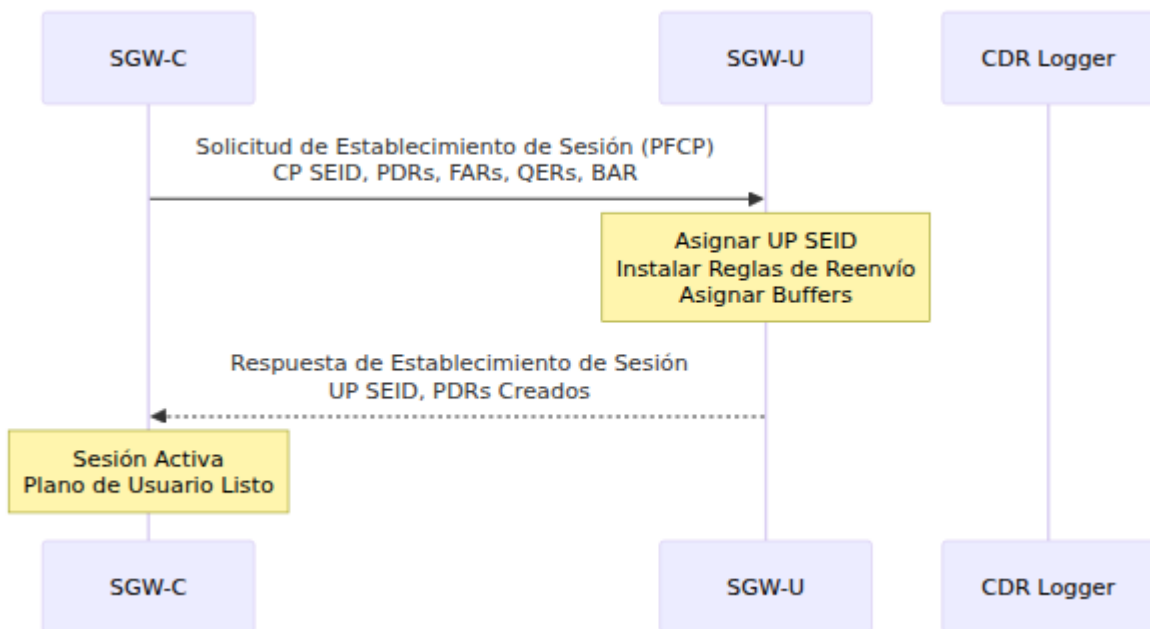 SGW-C
SGW-U
CDR Logger
Solicitud de Establecimiento de Sesión (PFCP)
CP SEID, PDRs, FARs, QERs, BAR
Asignar UP SEID
Instalar Reglas de Reenvío
Asignar Buffers
Respuesta de Establecimiento de Sesión
UP SEID, PDRs Creados
Sesión Activa
Plano de Usuario Listo
SGW-C
SGW-U
CDR Logger